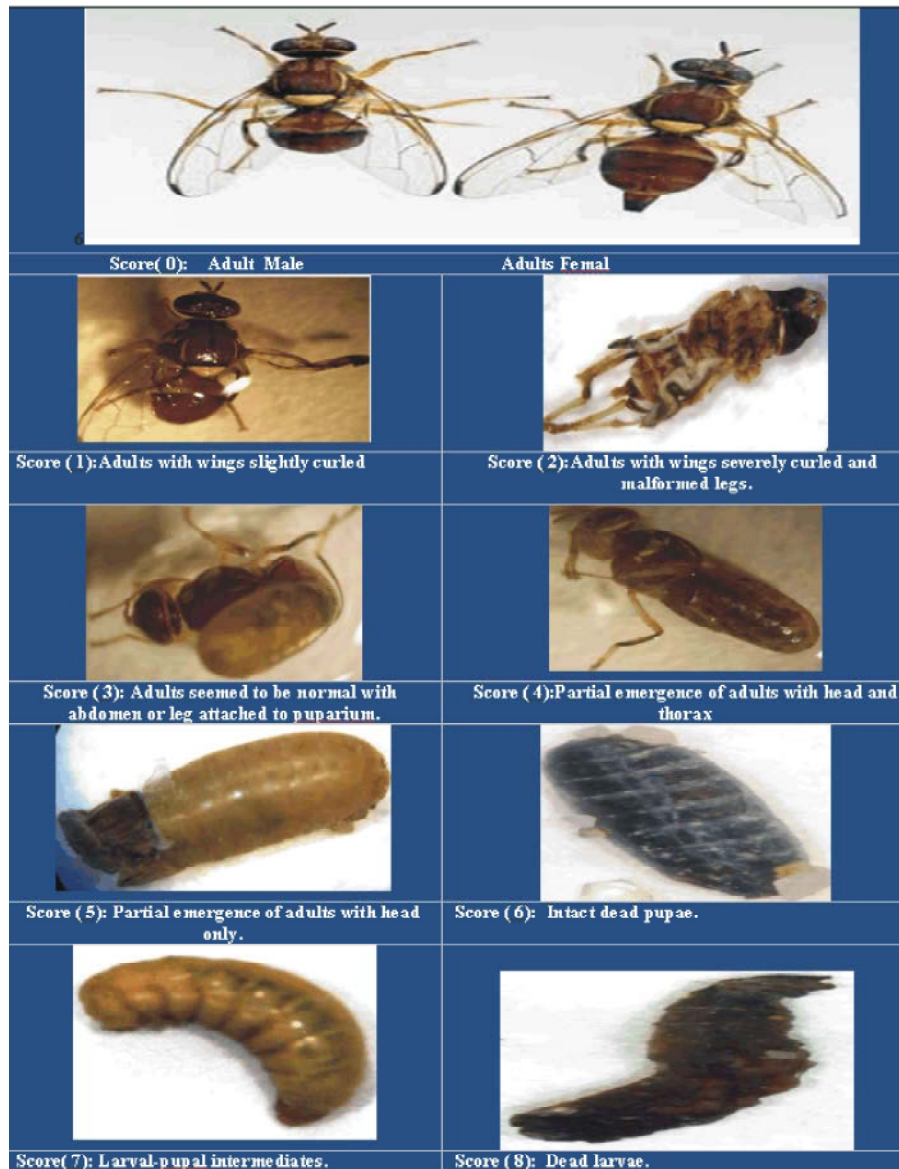 6
Score( 0):    Adult  Male
Adults Femal
Score (1):Adults with wings slightly curled
Score (2):Adults with wings severely curled and
malformed legs.
Score (3): Adults seemed to be normal with
abdomen or leg attached to puparium.
Score (4):Partial emergence of adults with head and
thorax
Score (5): Partial emergence of adults with head
only.
Score (6):  Intact dead pupae.
Score(7): Larval-pupal intermediates.
Score (8): Dead larvae.